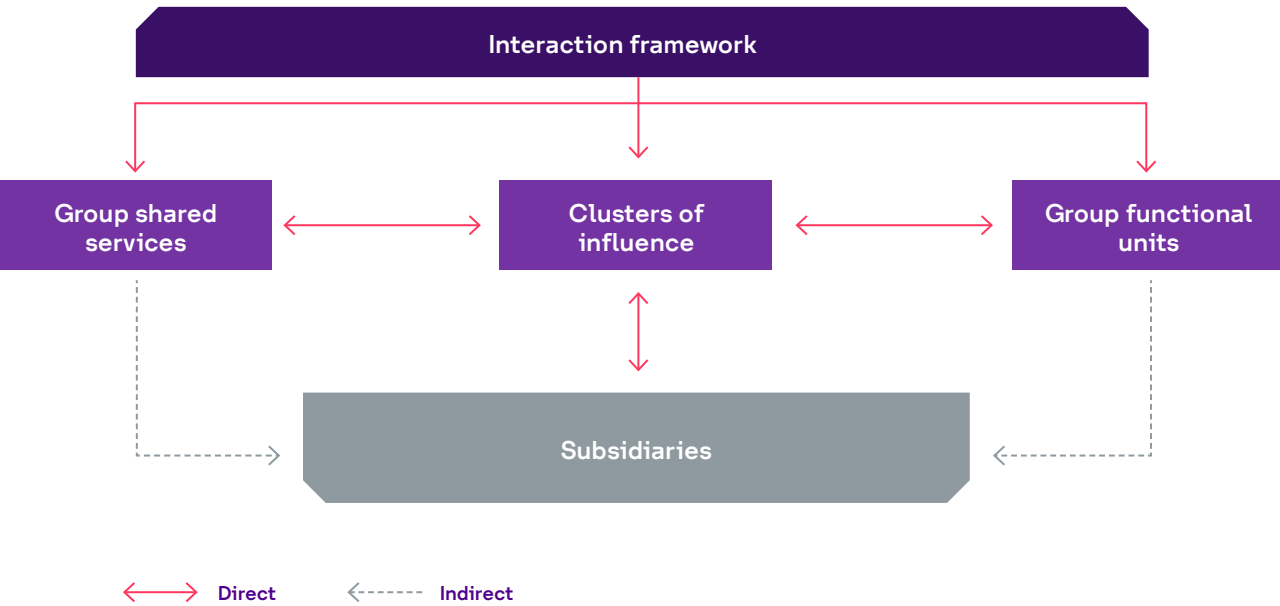 Interaction framework
Group shared
services
Clusters of
influence
Group functional
units
Subsidiaries
Direct
Indirect